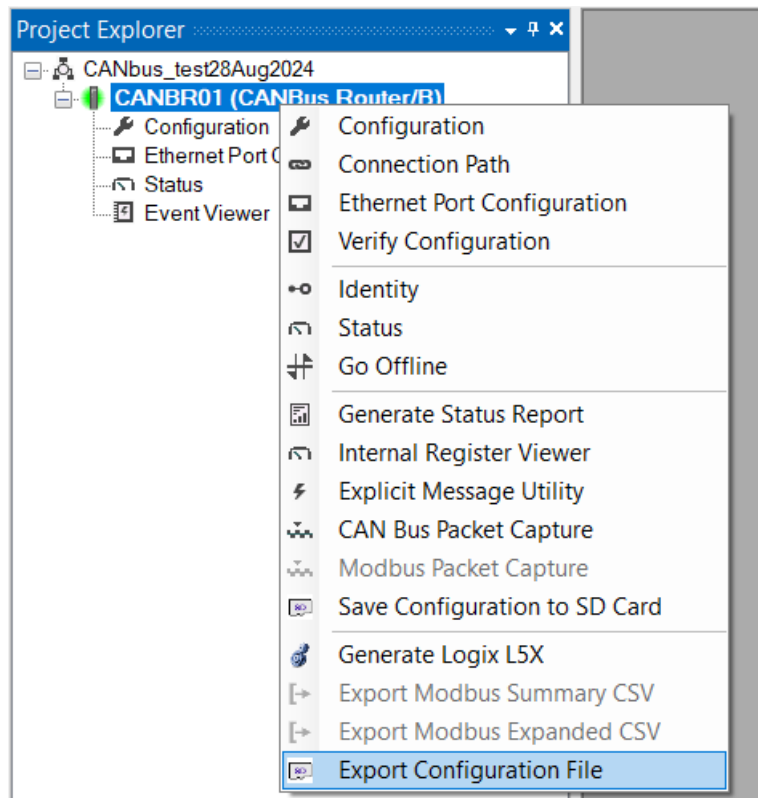 Project Explorer
CANbus_test28Aug2024
CANBR01 (CANBus Router/B)
Configuration
Ethernet Port C
Status
Event Viewer
Configuration
Connection Path
Ethernet Port Configuration
Verify Configuration
Identity
Status
Go Offline
Generate Status Report
Internal Register Viewer
Explicit Message Utility
CAN Bus Packet Capture
Modbus Packet Capture
Save Configuration to SD Card
Generate Logix L5X
Export Modbus Summary CSV
Export Modbus Expanded CSV
Export Configuration File